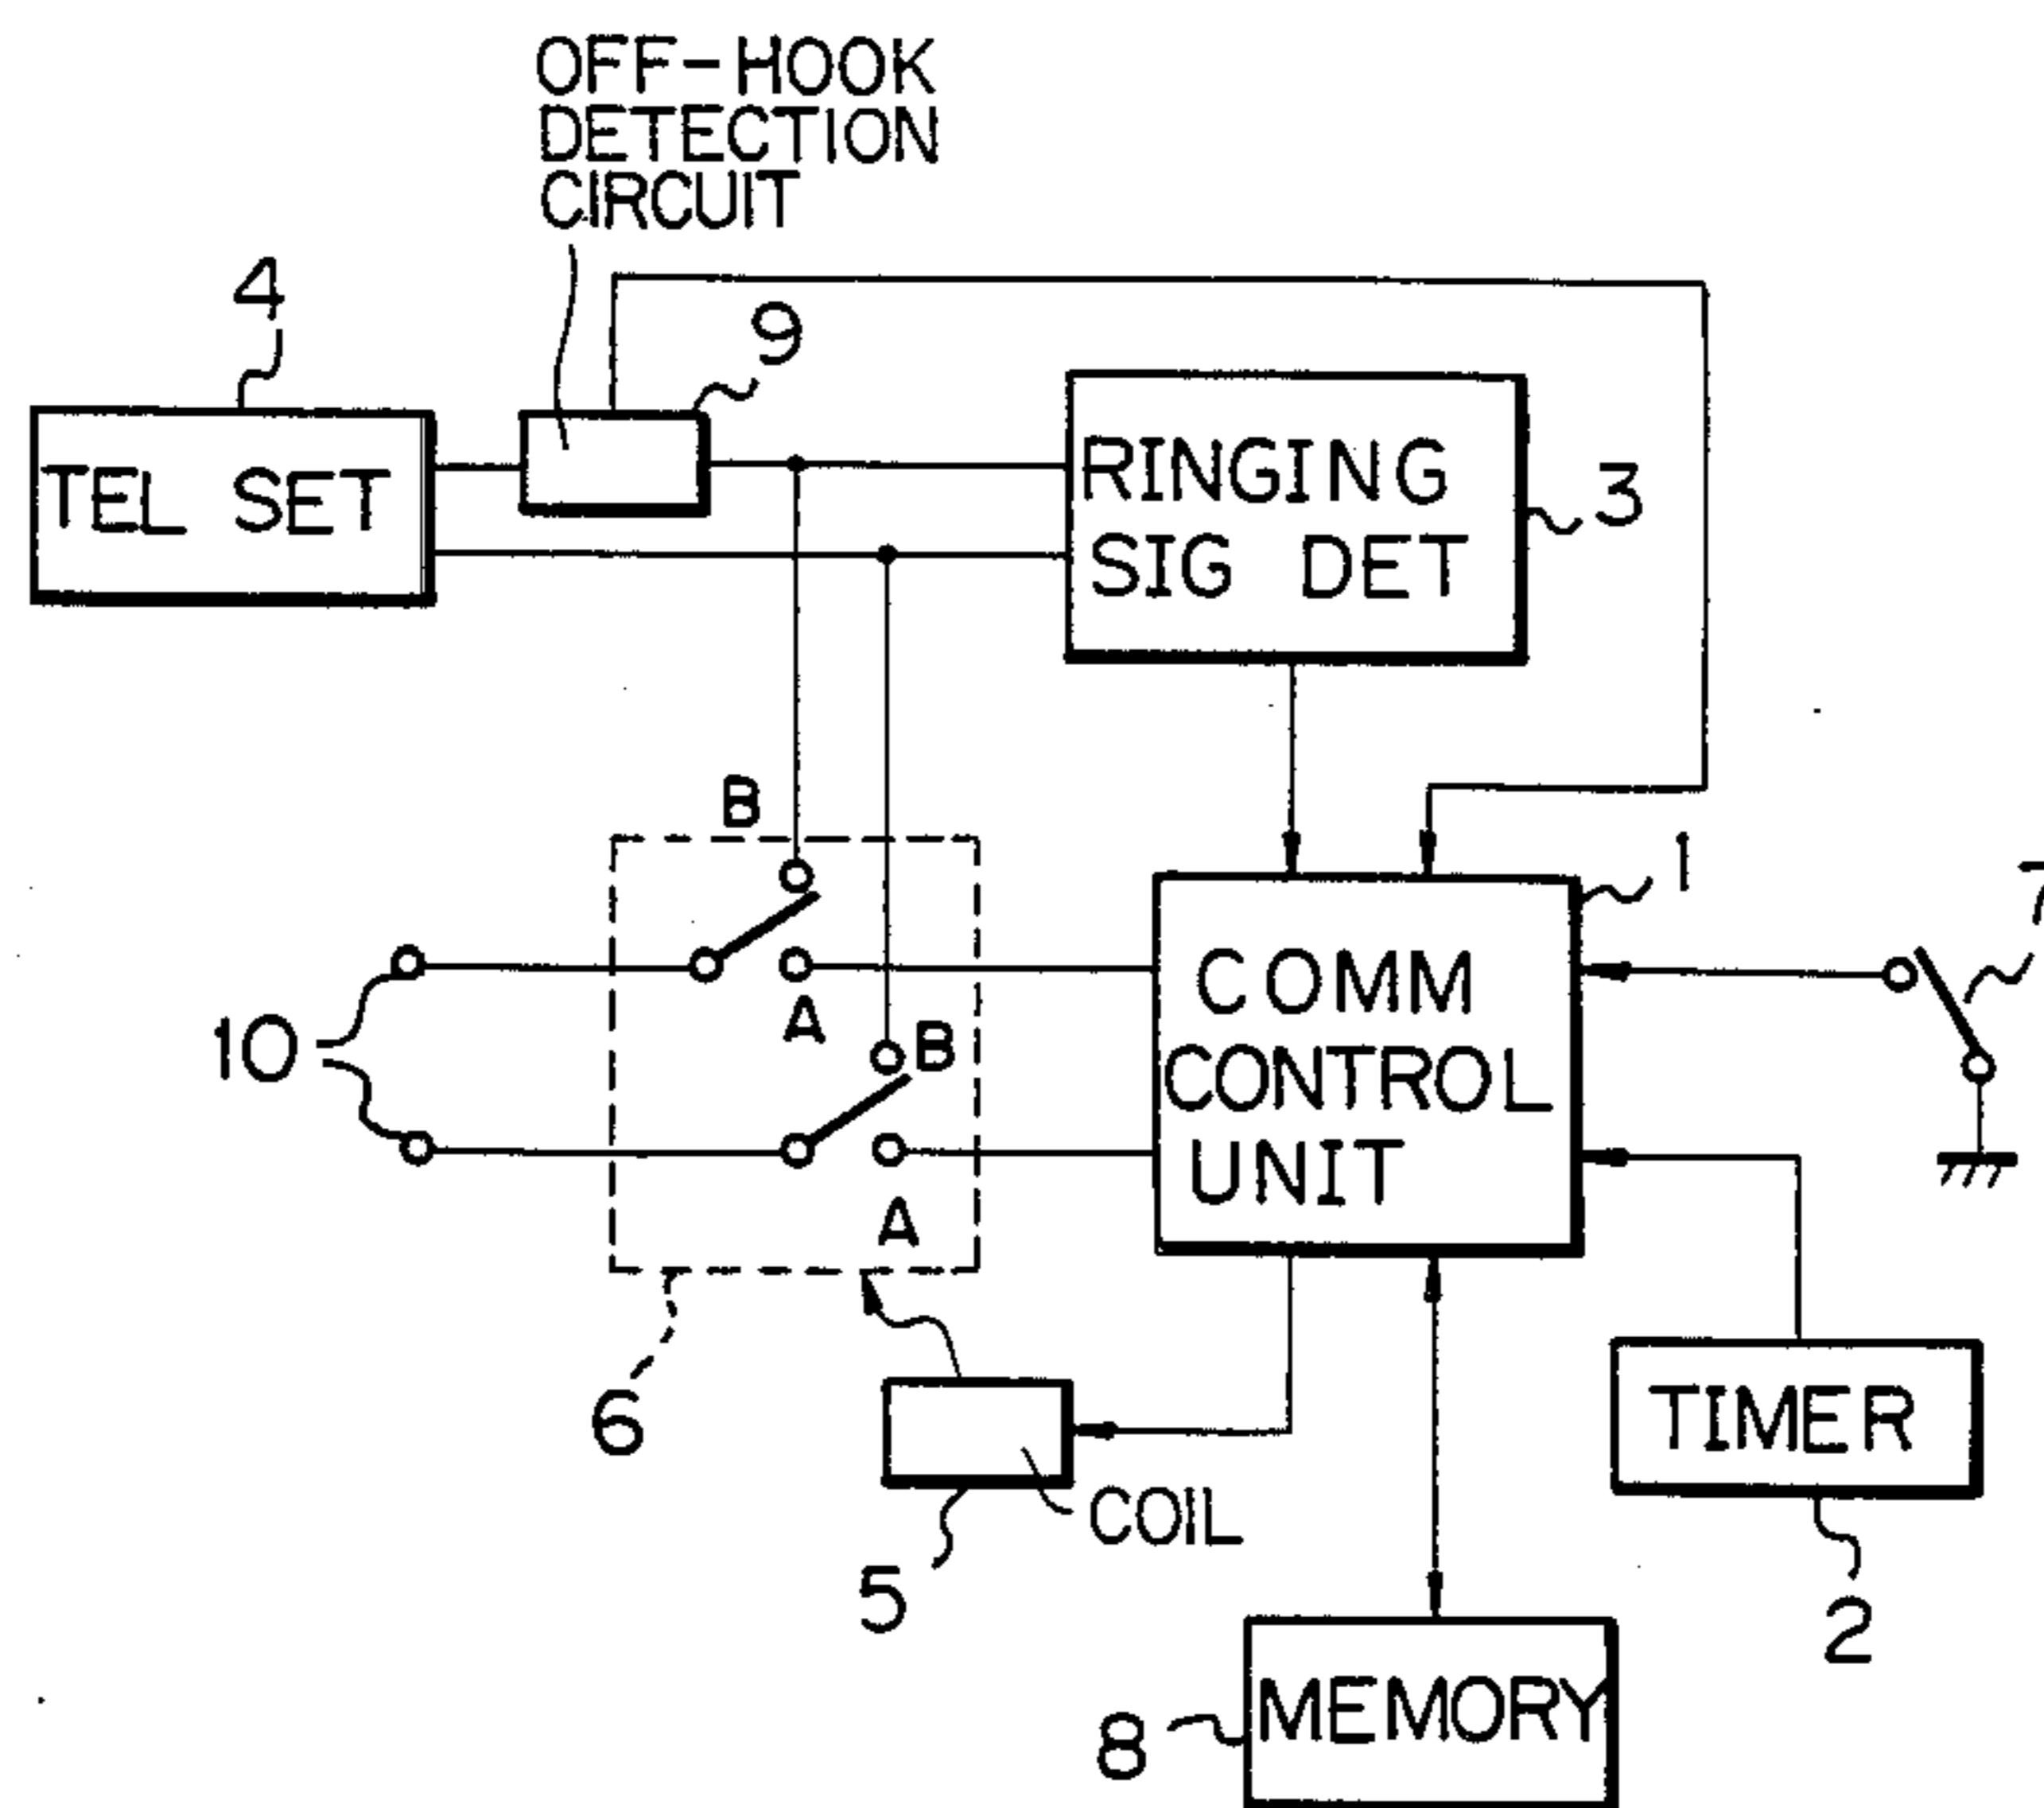 OFF-HOOK
DETECTION
CIRCUIT
4
9
TEL SET
RINGING
SIG DET
3
B
1
7
COMM
CONTROL
UNIT
A
B
10
A
6
TIMER
COIL
5
2
MEMORY
8